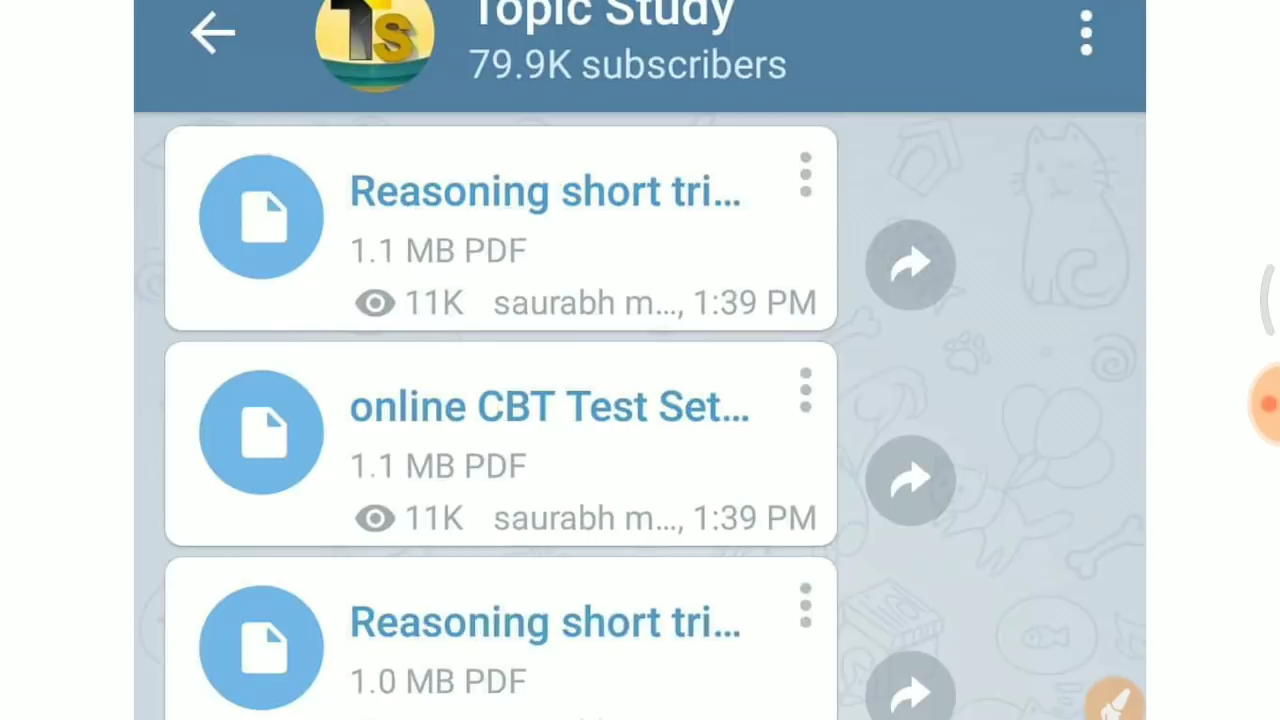 Topic Study
79.9K subscribers
Ts
Reasoning short tri...
1.1 MB PDF
11K saurabh m..., 1:39 PM
online CBT Test Set...
1.1 MB PDF
11K saurabh m..., 1:39 PM
Reasoning short tri...
1.0 MB PDF